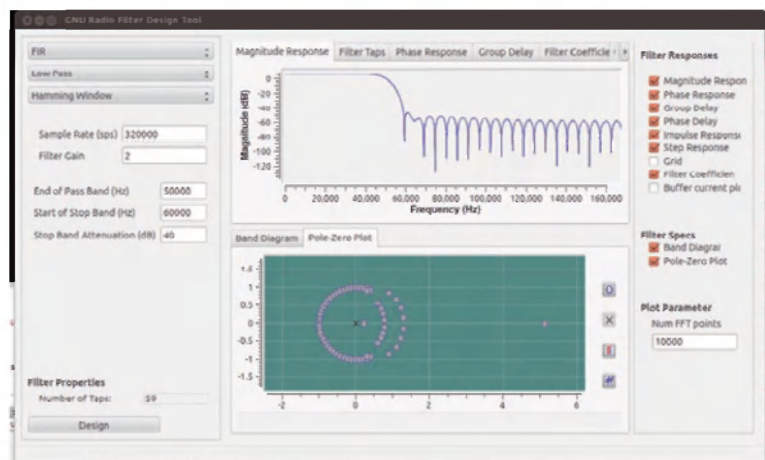 GNU Radio Filter Design Tool
FIR
Low Pass
Hamming Window
Sample Rate (sps) 320000
Filter Gain 2
End of Pass Band (Hz) 50000
Start of Stop Band (Hz) 60000
Stop Band Attenuation (dB) 40
Filter Properties
Number of Taps: 59
Design
Magnitude Response Filter Taps Phase Response Group Delay Filter Coefficie
Magnitude (dB)
0
-20
-40
-60
-80
-100
-120
0 20,000 40,000 60,000 80,000 100,000 120,000 140,000 160,000
Frequency (Hz)
Band Diagram Pole-Zero Plot
1.5
1
0.5
0
-0.5
-1
-1.5
-2 0 2 4 6
Filter Responses
Magnitude Respon
Phase Response
Group Delay
Phase Delay
Impulse Response
Step Response
Grid
Filter Coefficien
Buffer current plo
Filter Specs
Band Diagrar
Pole-Zero Plot
Plot Parameter
Num FFT points
10000